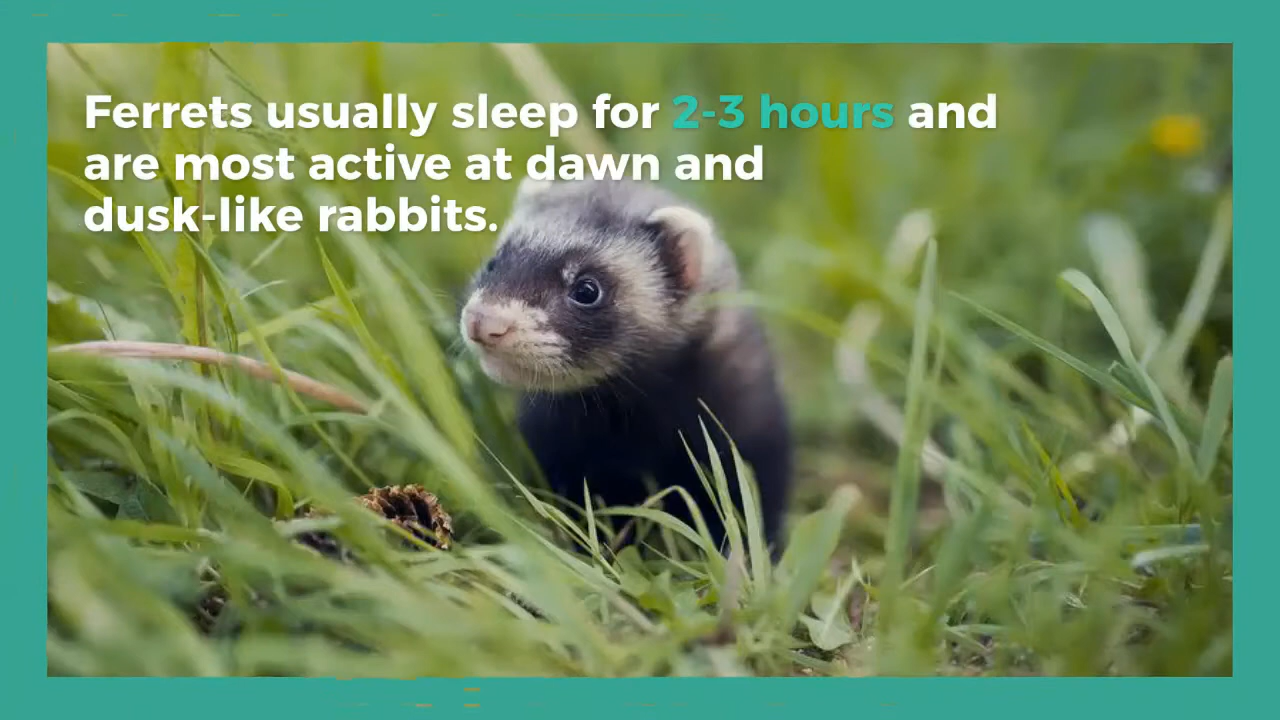 Ferrets usually sleep for 2-3 hours and
are most active at dawn and
dusk-like rabbits.